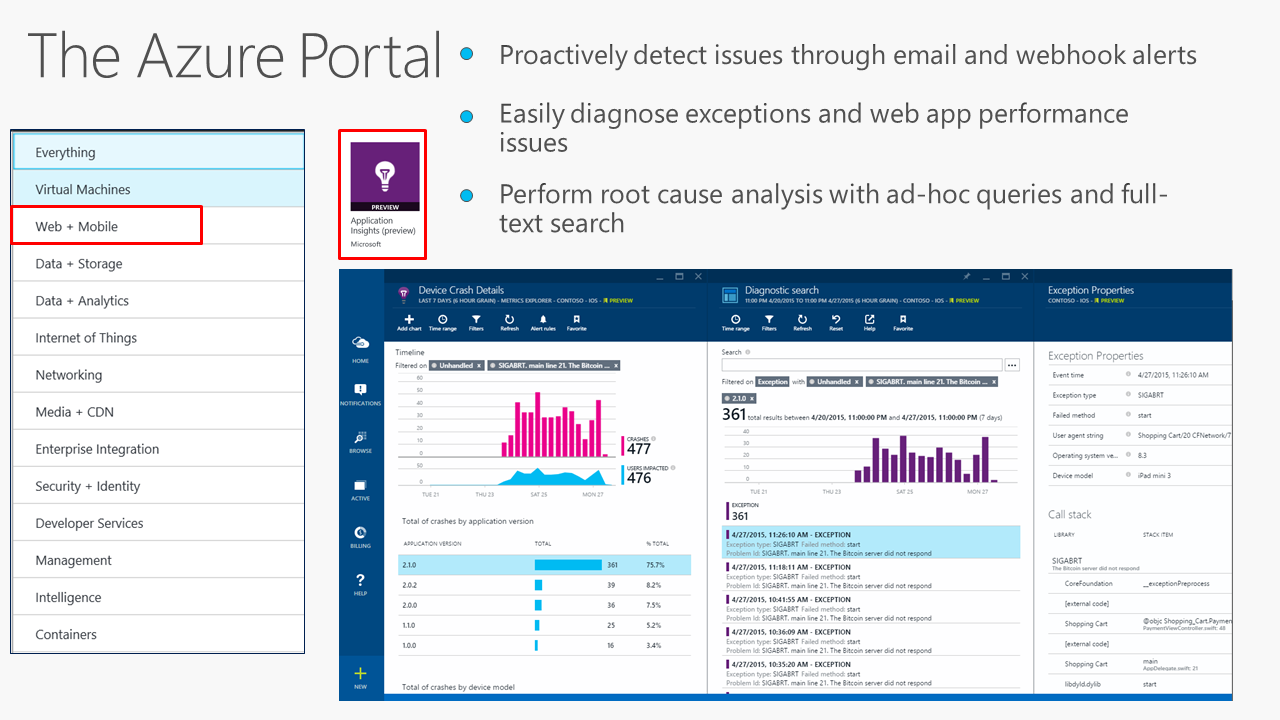 The Azure Portal
Proactively detect issues through email and webhook alerts
Easily diagnose exceptions and web app performance
issues
Perform root cause analysis with ad-hoc queries and full-
text search
Everything
Virtual Machines
Web + Mobile
Data + Storage
Data + Analytics
Internet of Things
Networking
Media + CDN
Enterprise Integration
Security + Identity
Developer Services
Management
Intelligence
Containers
PREVIEW
Application
Insights (preview)
Microsoft
HOME
NOTIFICATIONS
BROWSE
ACTIVE
BILLING
HELP
NEW
Device Crash Details
LAST 7 DAYS (6 HOUR GRAIN) - METRICS EXPLORER - CONTOSO - IOS - PREVIEW
Add chart Time range Filters Refresh Alert rules Favorite
Timeline
Filtered on Unhandled × SIGABRT. main line 21. The Bitcoin ... ×
60
50
40
30
20
10
0
50
0
CRASHES
477
USERS IMPACTED
476
TUE 21 THU 23 SAT 25 MON 27
Total of crashes by application version
APPLICATION VERSION TOTAL % TOTAL
2.1.0 361 75.7%
2.0.2 39 8.2%
2.0.0 36 7.5%
1.1.0 25 5.2%
1.0.0 16 3.4%
Total of crashes by device model
Diagnostic search
11:00 PM 4/20/2015 TO 11:00 PM 4/27/2015 (6 HOUR GRAIN) - CONTOSO - IOS - PREVIEW
Time range Filters Refresh Reset Help Favorite
Search
...
Filtered on Exception with Unhandled × SIGABRT. main line 21. The Bitcoin ... ×
2.1.0 ×
361 total results between 4/20/2015, 11:00:00 PM and 4/27/2015, 11:00:00 PM (7 days)
40
30
20
10
0
TUE 21 THU 23 SAT 25 MON 27
EXCEPTION
361
4/27/2015, 11:26:10 AM - EXCEPTION
Exception type: SIGABRT Failed method: start
Problem Id: SIGABRT. main line 21. The Bitcoin server did not respond
4/27/2015, 11:18:11 AM - EXCEPTION
Exception type: SIGABRT Failed method: start
Problem Id: SIGABRT. main line 21. The Bitcoin server did not respond
4/27/2015, 10:41:55 AM - EXCEPTION
Exception type: SIGABRT Failed method: start
Problem Id: SIGABRT. main line 21. The Bitcoin server did not respond
4/27/2015, 10:36:09 AM - EXCEPTION
Exception type: SIGABRT Failed method: start
Problem Id: SIGABRT. main line 21. The Bitcoin server did not respond
4/27/2015, 10:35:20 AM - EXCEPTION
Exception type: SIGABRT Failed method: start
Problem Id: SIGABRT. main line 21. The Bitcoin server did not respond
Exception Properties
CONTOSO - IOS - PREVIEW
Exception Properties
Event time 4/27/2015, 11:26:10 AM
Exception type SIGABRT
Failed method start
User agent string Shopping Cart/20 CFNetwork/7
Operating system ve... 8.3
Device model iPad mini 3
Call stack
LIBRARY STACK ITEM
SIGABRT
The Bitcoin server did not respond
CoreFoundation __exceptionPreprocess
[external code]
Shopping Cart @objc Shopping_Cart.Paymen
PaymentViewController.swift: 48
[external code]
Shopping Cart main
AppDelegate.swift: 21
libdyld.dylib start